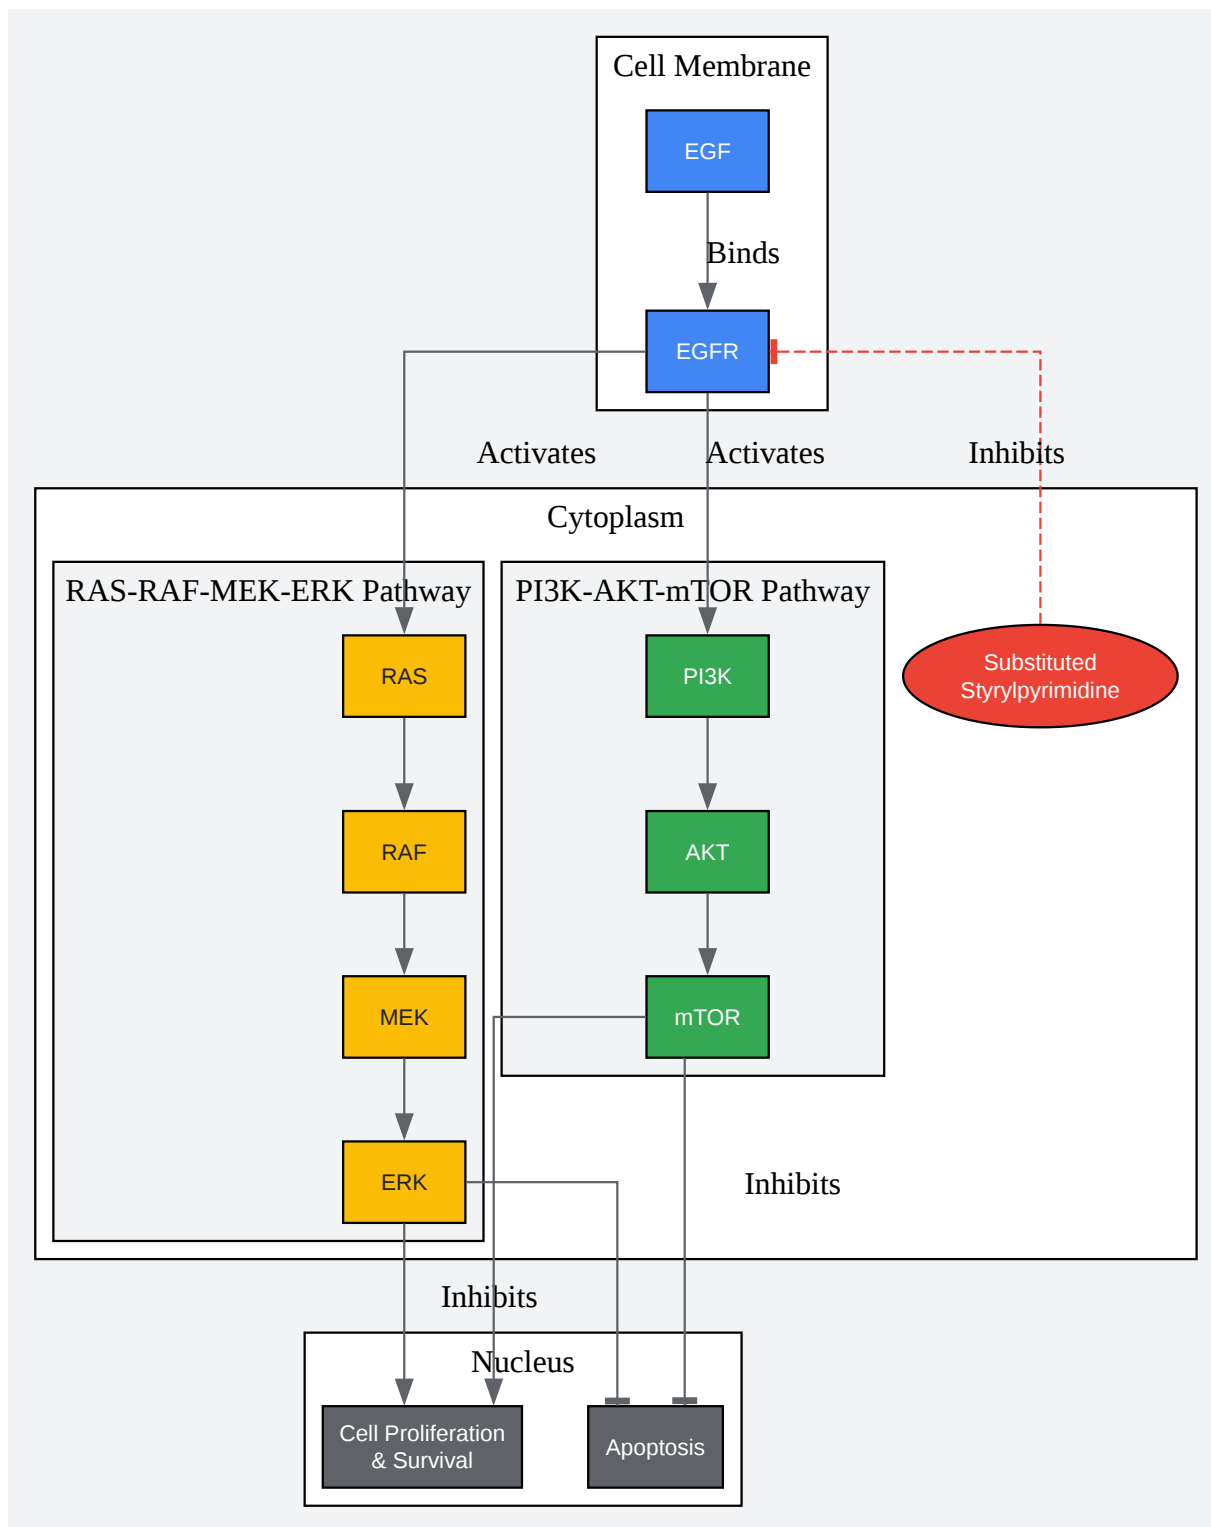 Cell Membrane
EGF
Binds
EGFR
Activates
Activates
Inhibits
Cytoplasm
RAS-RAF-MEK-ERK Pathway
PI3K-AKT-mTOR Pathway
RAS
PI3K
Substituted
Styrylpyrimidine
RAF
AKT
MEK
mTOR
ERK
Inhibits
Inhibits
Nucleus
Cell Proliferation
& Survival
Apoptosis